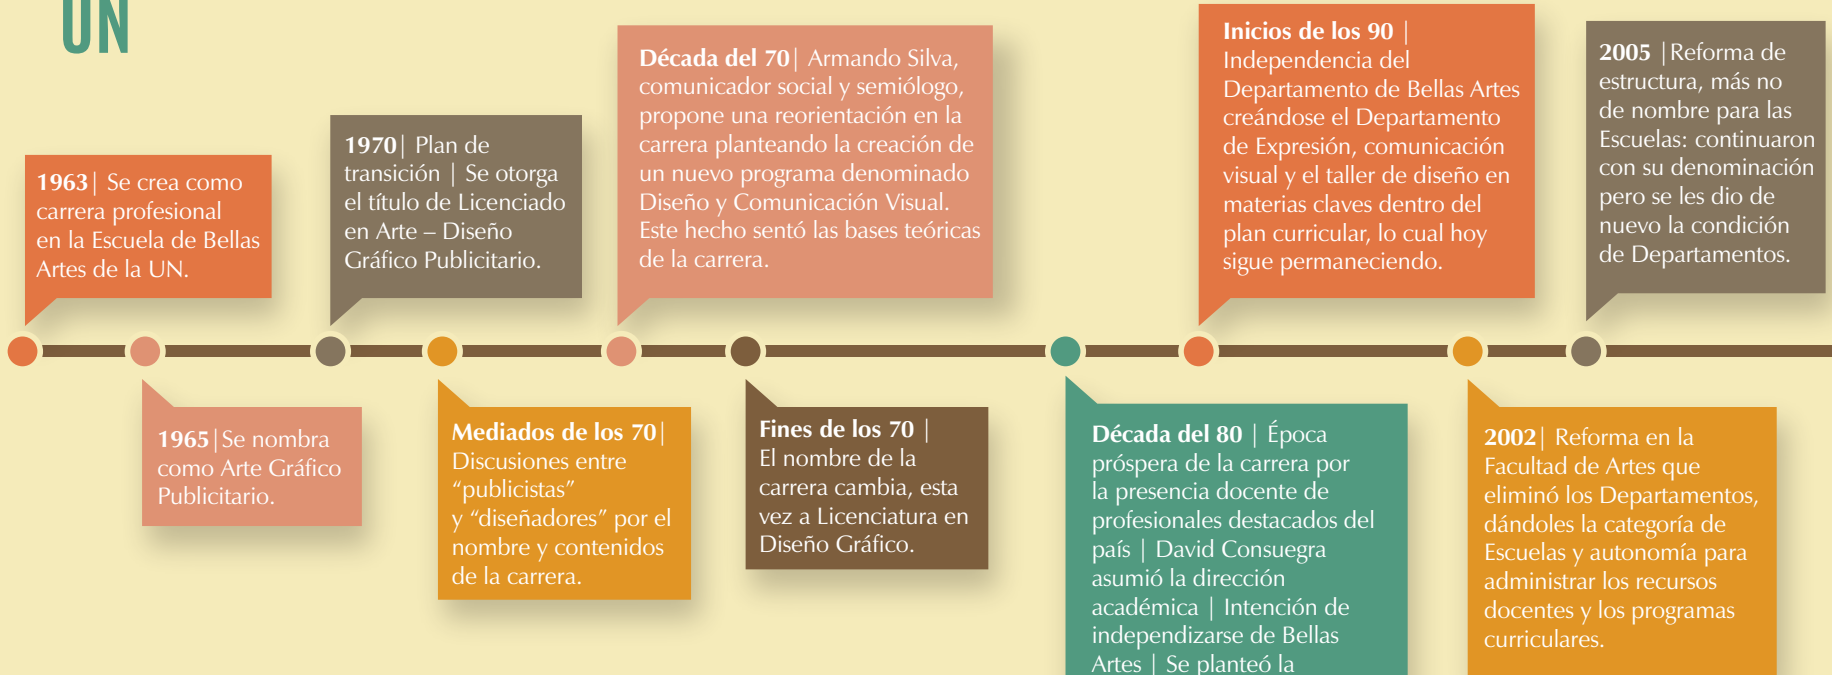 UN
1963| Se crea como
carrera profesional
en la Escuela de Bellas
Artes de la UN.
1965|Se nombra
como Arte Gráfico
Publicitario.
1970| Plan de
transición | Se otorga
el título de Licenciado
en Arte – Diseño
Gráfico Publicitario.
Mediados de los 70|
Discusiones entre
“publicistas”
y “diseñadores” por el
nombre y contenidos
de la carrera.
Década del 70| Armando Silva,
comunicador social y semiólogo,
propone una reorientación en la
carrera planteando la creación de
un nuevo programa denominado
Diseño y Comunicación Visual.
Este hecho sentó las bases teóricas
de la carrera.
Fines de los 70 |
El nombre de la
carrera cambia, esta
vez a Licenciatura en
Diseño Gráfico.
Década del 80 | Época
próspera de la carrera por
la presencia docente de
profesionales destacados del
país | David Consuegra
asumió la dirección
académica | Intención de
independizarse de Bellas
Artes | Se planteó la
Inicios de los 90 |
Independencia del
Departamento de Bellas Artes
creándose el Departamento
de Expresión, comunicación
visual y el taller de diseño en
materias claves dentro del
plan curricular, lo cual hoy
sigue permaneciendo.
2002| Reforma en la
Facultad de Artes que
eliminó los Departamentos,
dándoles la categoría de
Escuelas y autonomía para
administrar los recursos
docentes y los programas
curriculares.
2005 |Reforma de
estructura, más no
de nombre para las
Escuelas: continuaron
con su denominación
pero se les dio de
nuevo la condición
de Departamentos.